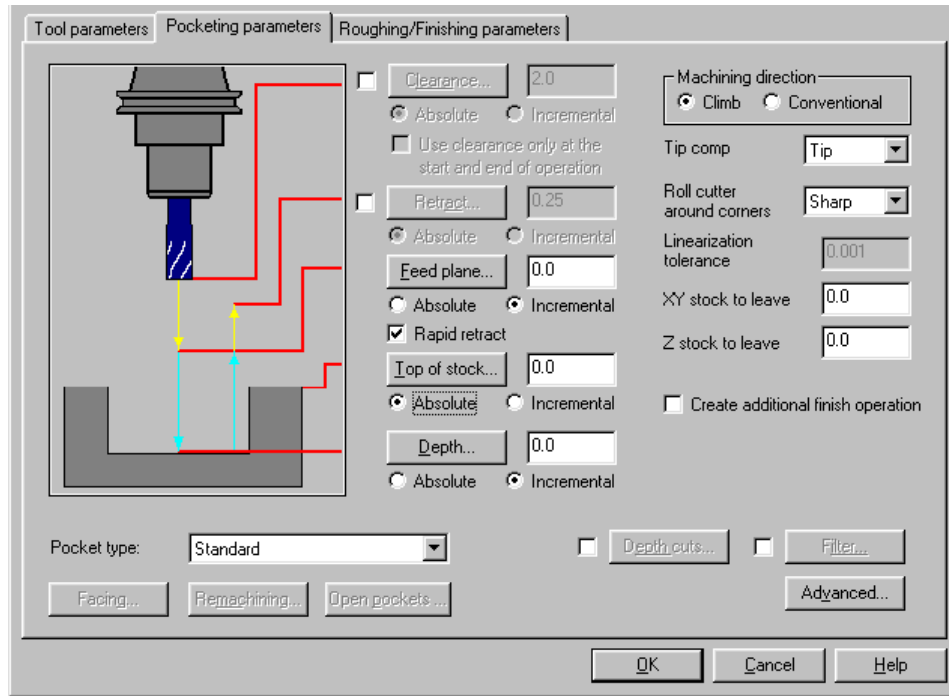 Tool parameters Pocketing parameters Roughing/Finishing parameters
Clearance... 2.0
Absolute Incremental
Use clearance only at the
start and end of operation
Retract... 0.25
Absolute Incremental
Feed plane... 0.0
Absolute Incremental
Rapid retract
Top of stock... 0.0
Absolute Incremental
Depth... 0.0
Absolute Incremental
Machining direction
Climb Conventional
Tip comp Tip
Roll cutter
around corners Sharp
Linearization
tolerance 0.001
XY stock to leave 0.0
Z stock to leave 0.0
Create additional finish operation
Pocket type: Standard
Depth cuts... Filter...
Facing... Remachining... Open pockets ... Advanced...
OK Cancel Help